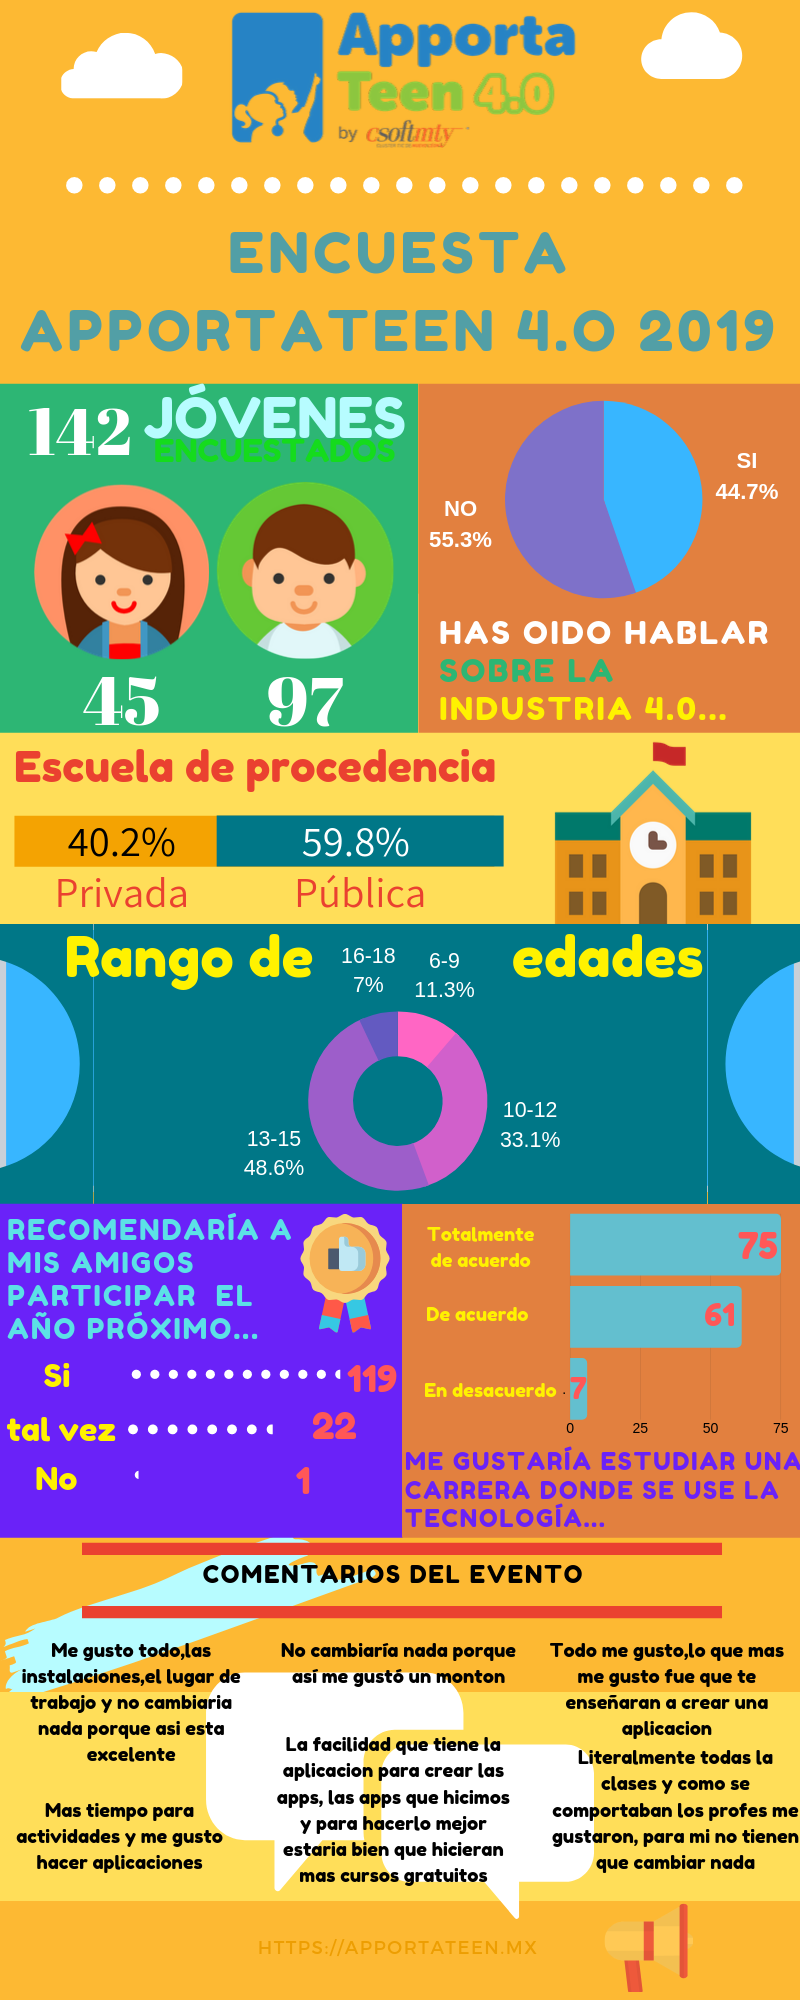 Apporta
Teen 4.0
by csoftmty
ENCUESTA
APPORTATEEN 4.0 2019
142 JÓVENES
ENCUESTADOS
45
97
SI
44.7%
NO
55.3%
HAS OIDO HABLAR
SOBRE LA
INDUSTRIA 4.0...
Escuela de procedencia
40.2%
59.8%
Privada
Pública
Rango de edades
16-18
7%
6-9
11.3%
10-12
33.1%
13-15
48.6%
RECOMENDARÍA A
MIS AMIGOS
PARTICIPAR EL
AÑO PRÓXIMO...
Si
119
tal vez
22
No
1
Totalmente
de acuerdo
75
De acuerdo
61
En desacuerdo
7
0
25
50
75
ME GUSTARÍA ESTUDIAR UNA
CARRERA DONDE SE USE LA
TECNOLOGÍA...
COMENTARIOS DEL EVENTO
Me gusto todo,las
instalaciones,el lugar de
trabajo y no cambiaria
nada porque asi esta
excelente
Mas tiempo para
actividades y me gusto
hacer aplicaciones
No cambiaría nada porque
así me gustó un monton
La facilidad que tiene la
aplicacion para crear las
apps, las apps que hicimos
y para hacerlo mejor
estaria bien que hicieran
mas cursos gratuitos
Todo me gusto,lo que mas
me gusto fue que te
enseñaran a crear una
aplicacion
Literalmente todas la
clases y como se
comportaban los profes me
gustaron, para mi no tienen
que cambiar nada
HTTPS://APPORTATEEN.MX